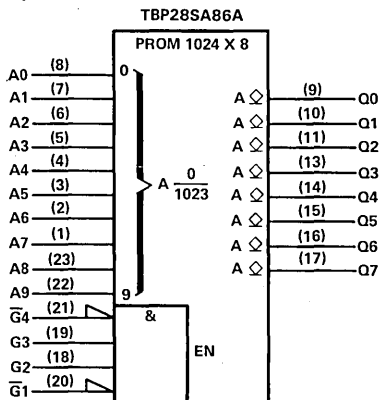 TBP28SA86A
PROM 1024 X 8
A0 (8) 0 A (9) Q0
A1 (7) A (10) Q1
A2 (6) A (11) Q2
A3 (5) A (13) Q3
A4 (4) A 0/1023 A (14) Q4
A5 (3) A (15) Q5
A6 (2) A (16) Q6
A7 (1) A (17) Q7
A8 (23)
A9 (22) 9
G̅4 (21) &
G3 (19) EN
G2 (18)
G̅1 (20)